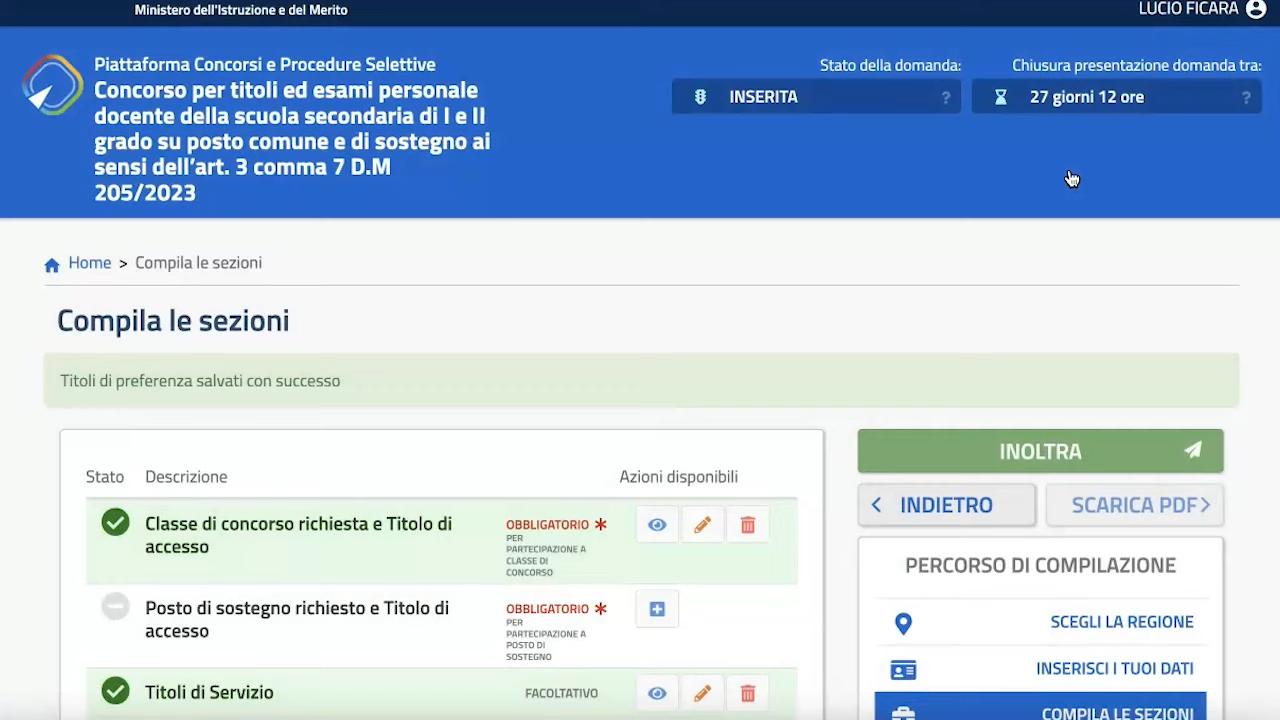 Ministero dell'Istruzione e del Merito
LUCIO FICARA
Piattaforma Concorsi e Procedure Selettive
Concorso per titoli ed esami personale
docente della scuola secondaria di I e II
grado su posto comune e di sostegno ai
sensi dell'art. 3 comma 7 D.M
205/2023
Stato della domanda:
INSERITA ?
Chiusura presentazione domanda tra:
27 giorni 12 ore ?
Home > Compila le sezioni
Compila le sezioni
Titoli di preferenza salvati con successo
Stato Descrizione Azioni disponibili
Classe di concorso richiesta e Titolo di
accesso
OBBLIGATORIO *
PER
PARTECIPAZIONE A
CLASSE DI
CONCORSO
Posto di sostegno richiesto e Titolo di
accesso
OBBLIGATORIO *
PER
PARTECIPAZIONE A
POSTO DI
SOSTEGNO
Titoli di Servizio FACOLTATIVO
INOLTRA
INDIETRO
SCARICA PDF
PERCORSO DI COMPILAZIONE
SCEGLI LA REGIONE
INSERISCI I TUOI DATI
COMPILA LE SEZIONI